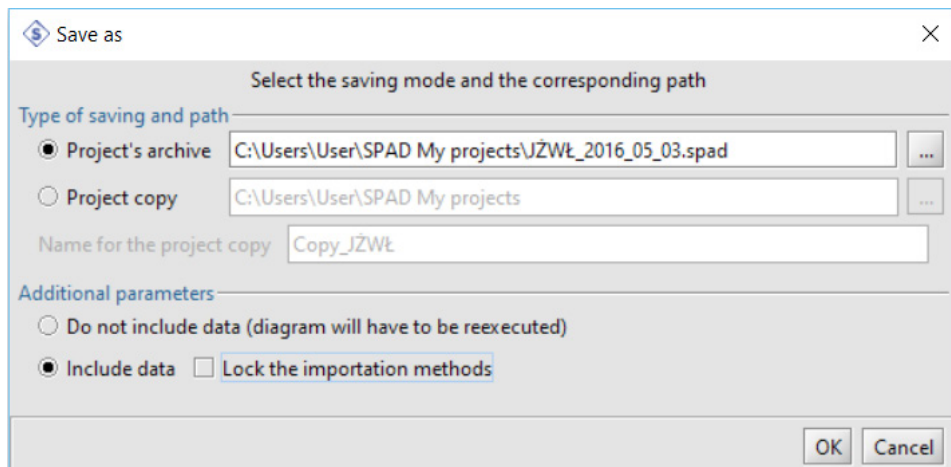 Save as
Select the saving mode and the corresponding path
Type of saving and path
Project's archive C:\Users\User\SPAD My projects\JŻWŁ_2016_05_03.spad ...
Project copy C:\Users\User\SPAD My projects ...
Name for the project copy Copy_JŻWŁ
Additional parameters
Do not include data (diagram will have to be reexecuted)
Include data Lock the importation methods
OK Cancel